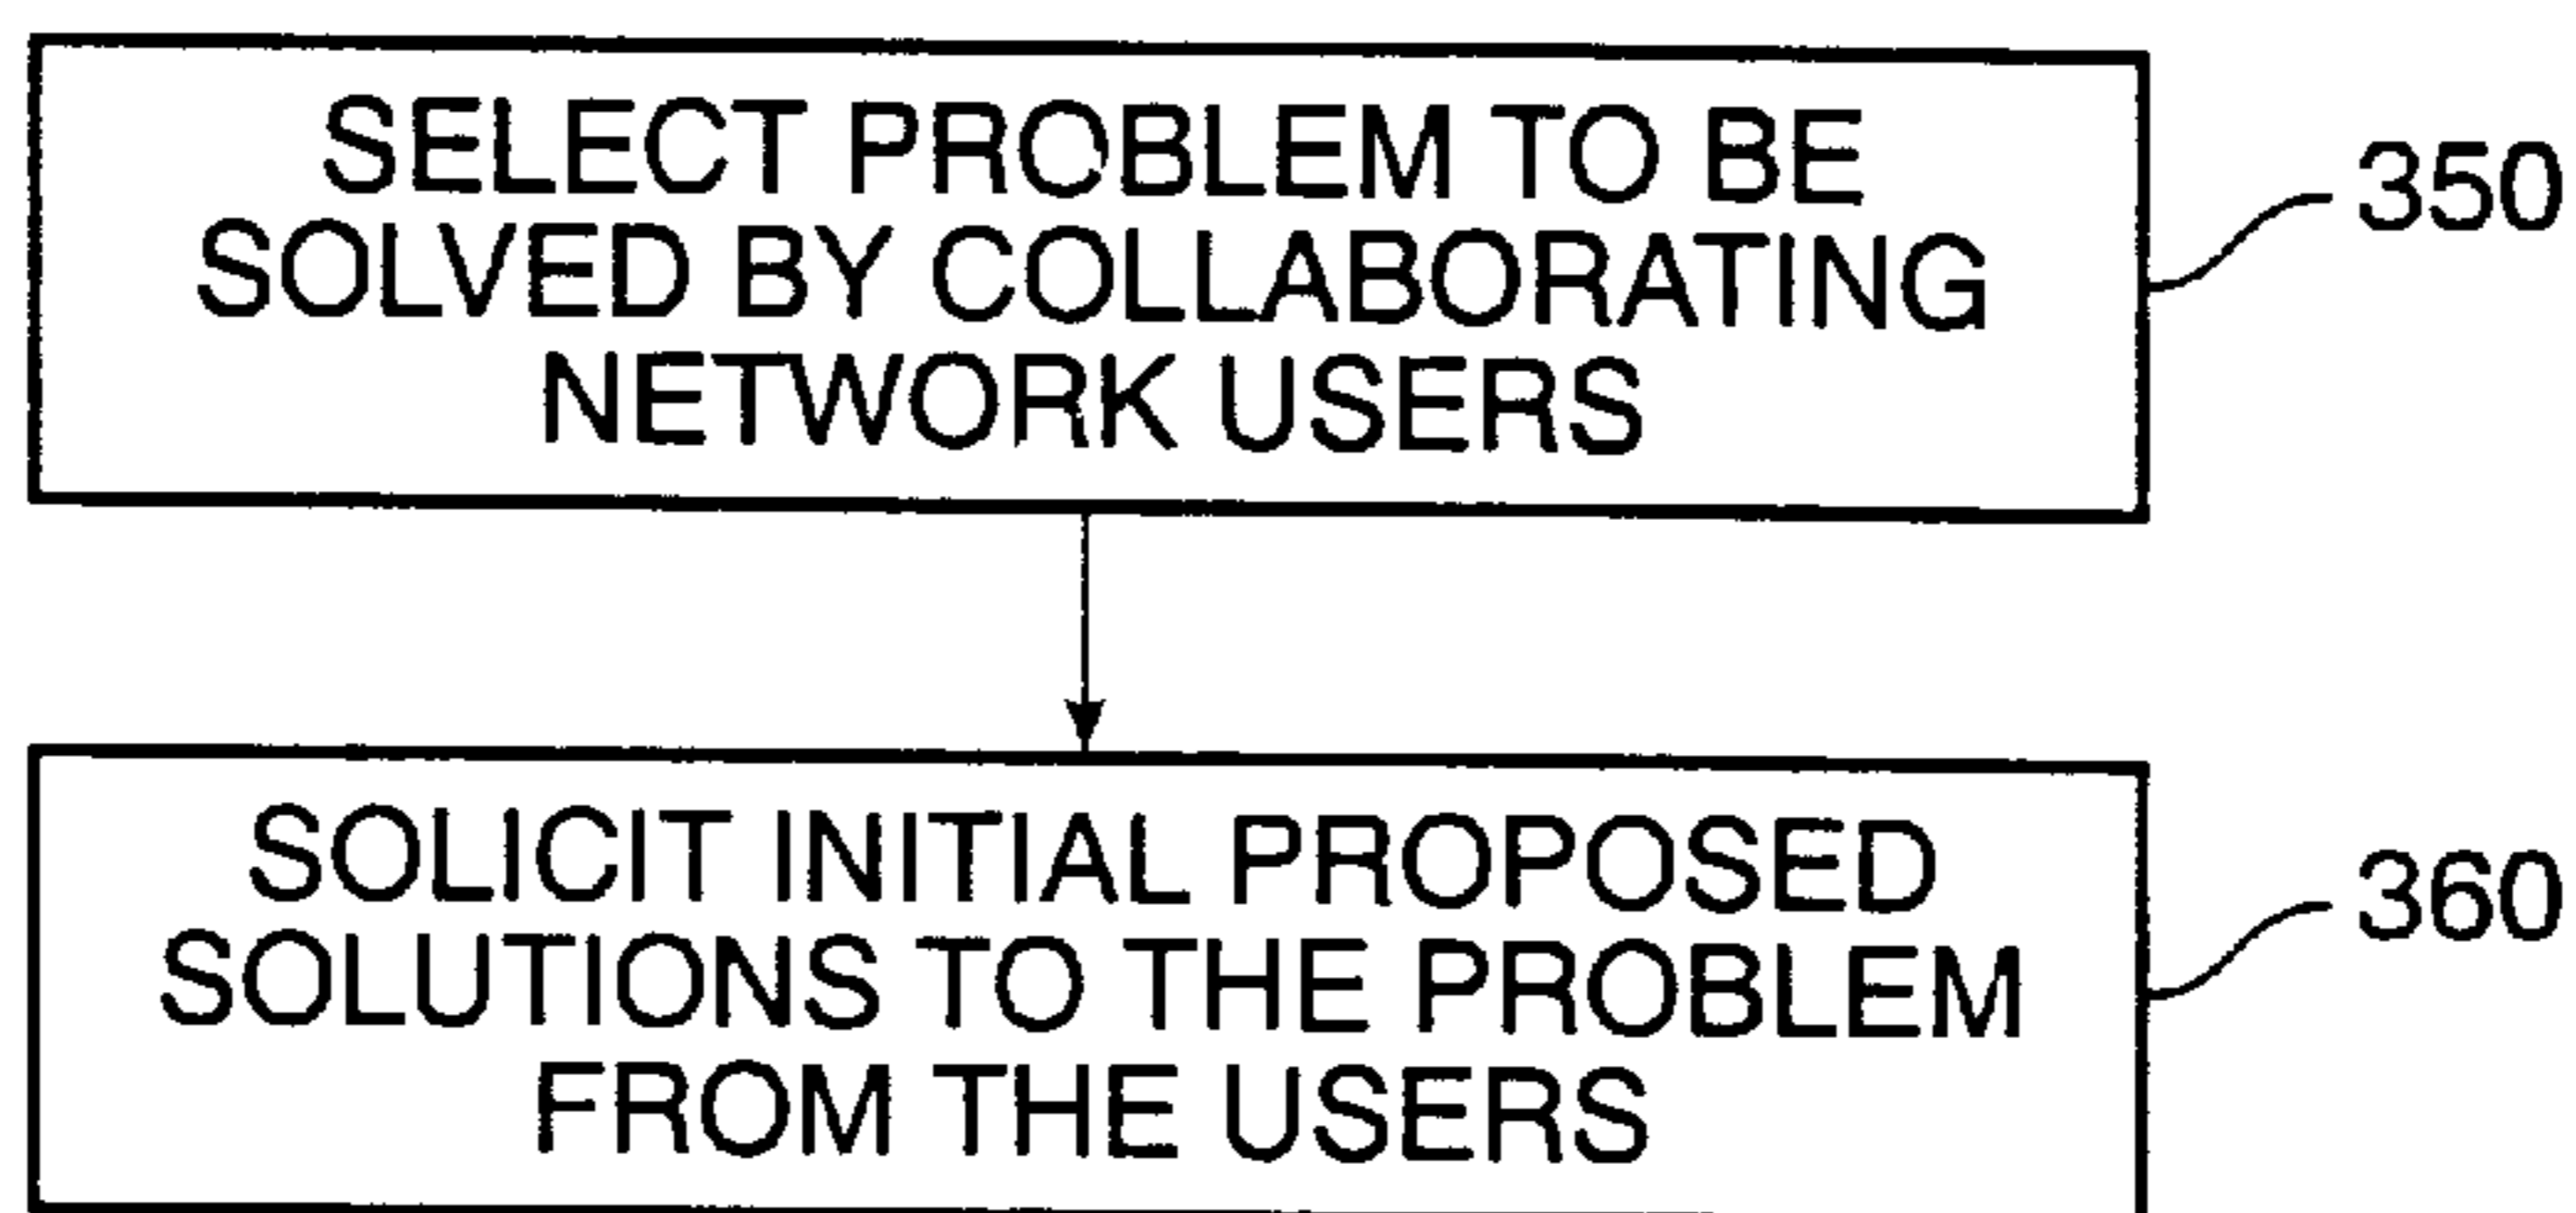 SELECT PROBLEM TO BE
SOLVED BY COLLABORATING
NETWORK USERS
350
SOLICIT INITIAL PROPOSED
SOLUTIONS TO THE PROBLEM
FROM THE USERS
360